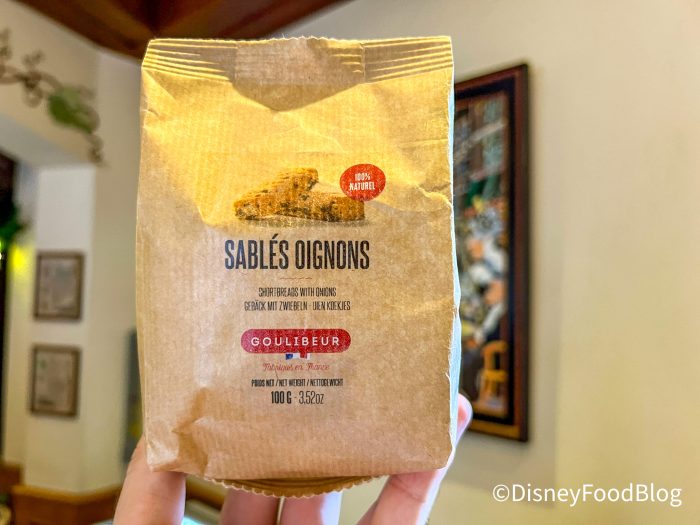 100%
NATUREL
SABLÉS OIGNONS
SHORTBREADS WITH ONIONS
GEBÄCK MIT ZWIEBELN - UIEN KOEKJES
GOULIBEUR
Fabriqué en France
POIDS NET / NET WEIGHT / NETTOGEWICHT
100 G - 3.52oz
©DisneyFoodBlog